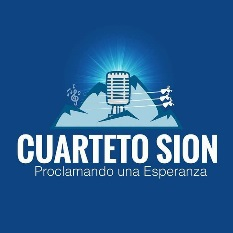 CUARTETO SION
Proclamando una Esperanza